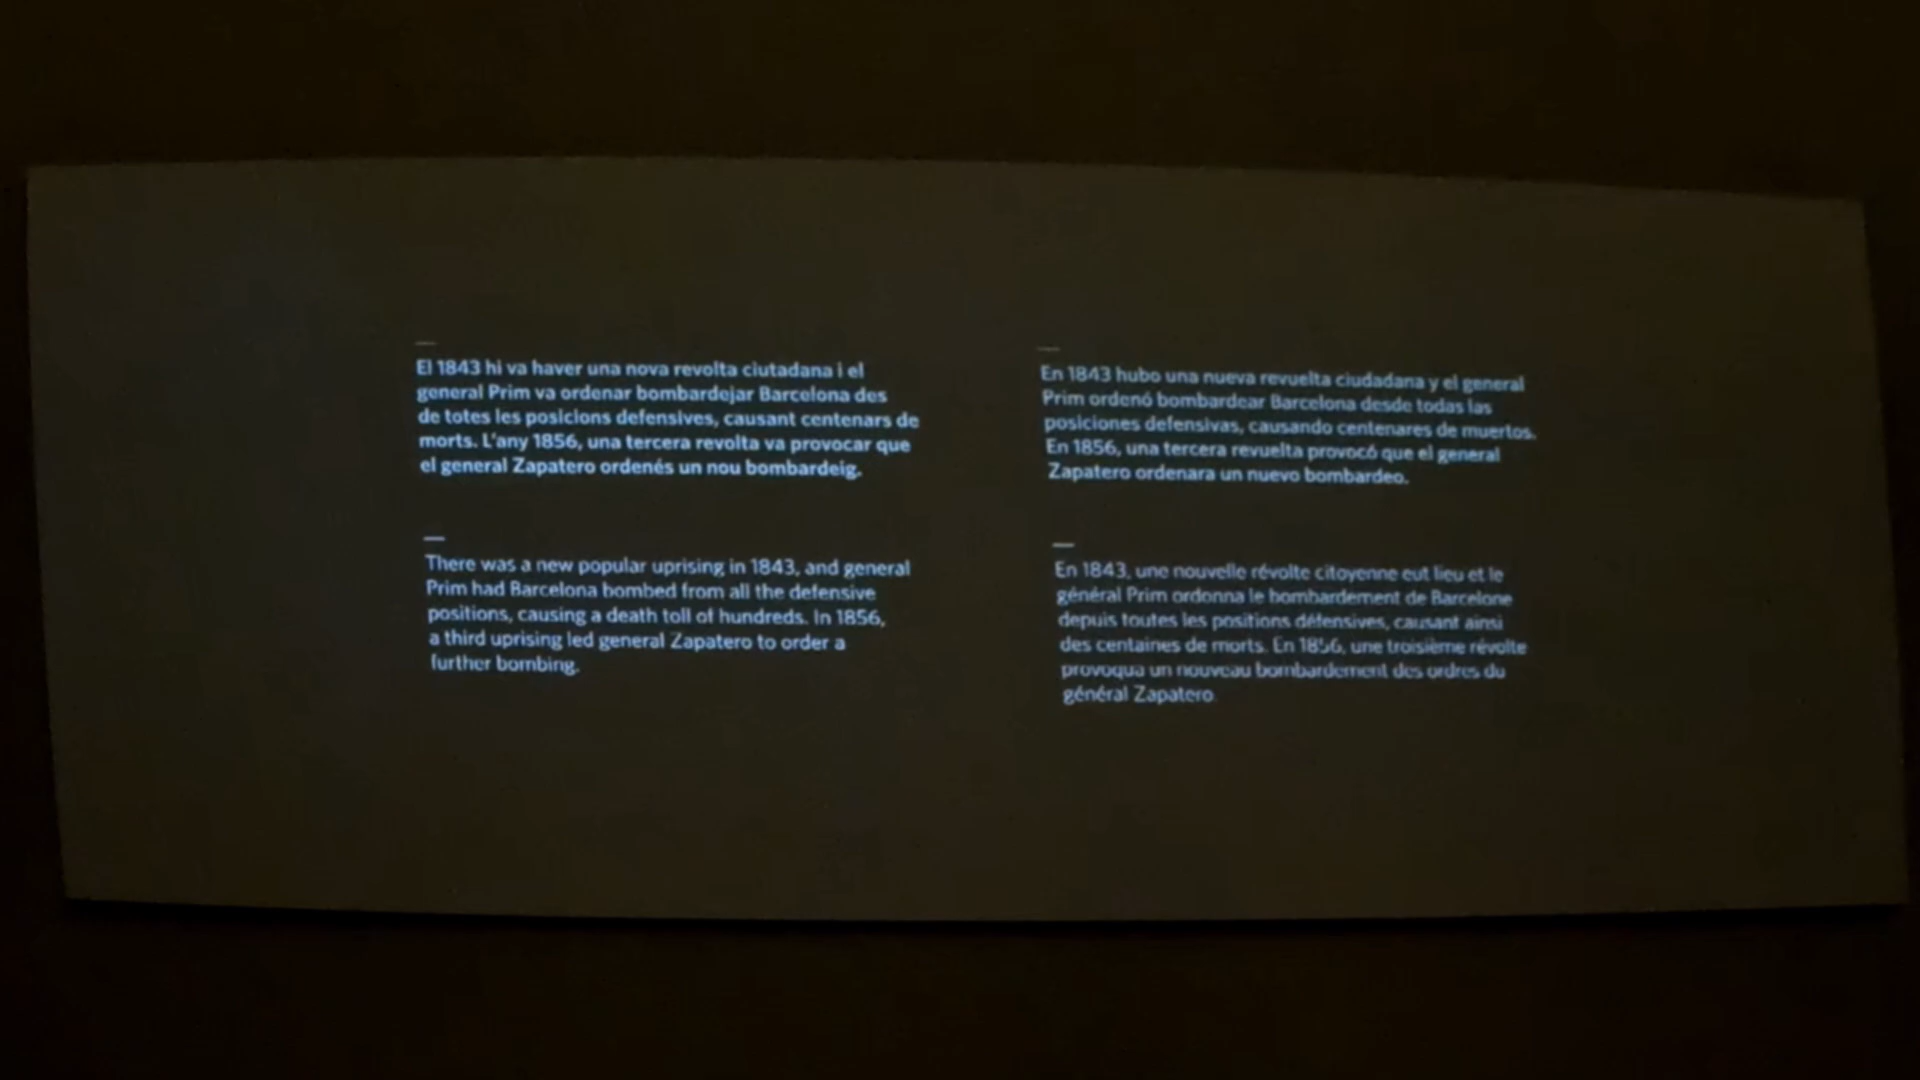 El 1843 hi va haver una nova revolta ciutadana i el
general Prim va ordenar bombardejar Barcelona des
de totes les posicions defensives, causant centenars de
morts. L'any 1856, una tercera revolta va provocar que
el general Zapatero ordenés un nou bombardeig.
There was a new popular uprising in 1843, and general
Prim had Barcelona bombed from all the defensive
positions, causing a death toll of hundreds. In 1856,
a third uprising led general Zapatero to order a
further bombing.
En 1843 hubo una nueva revuelta ciudadana y el general
Prim ordenó bombardear Barcelona desde todas las
posiciones defensivas, causando centenares de muertos.
En 1856, una tercera revuelta provocó que el general
Zapatero ordenara un nuevo bombardeo.
En 1843, une nouvelle révolte citoyenne eut lieu et le
général Prim ordonna le bombardement de Barcelone
depuis toutes les positions défensives, causant ainsi
des centaines de morts. En 1856, une troisième révolte
provoqua un nouveau bombardement des ordres du
général Zapatero.